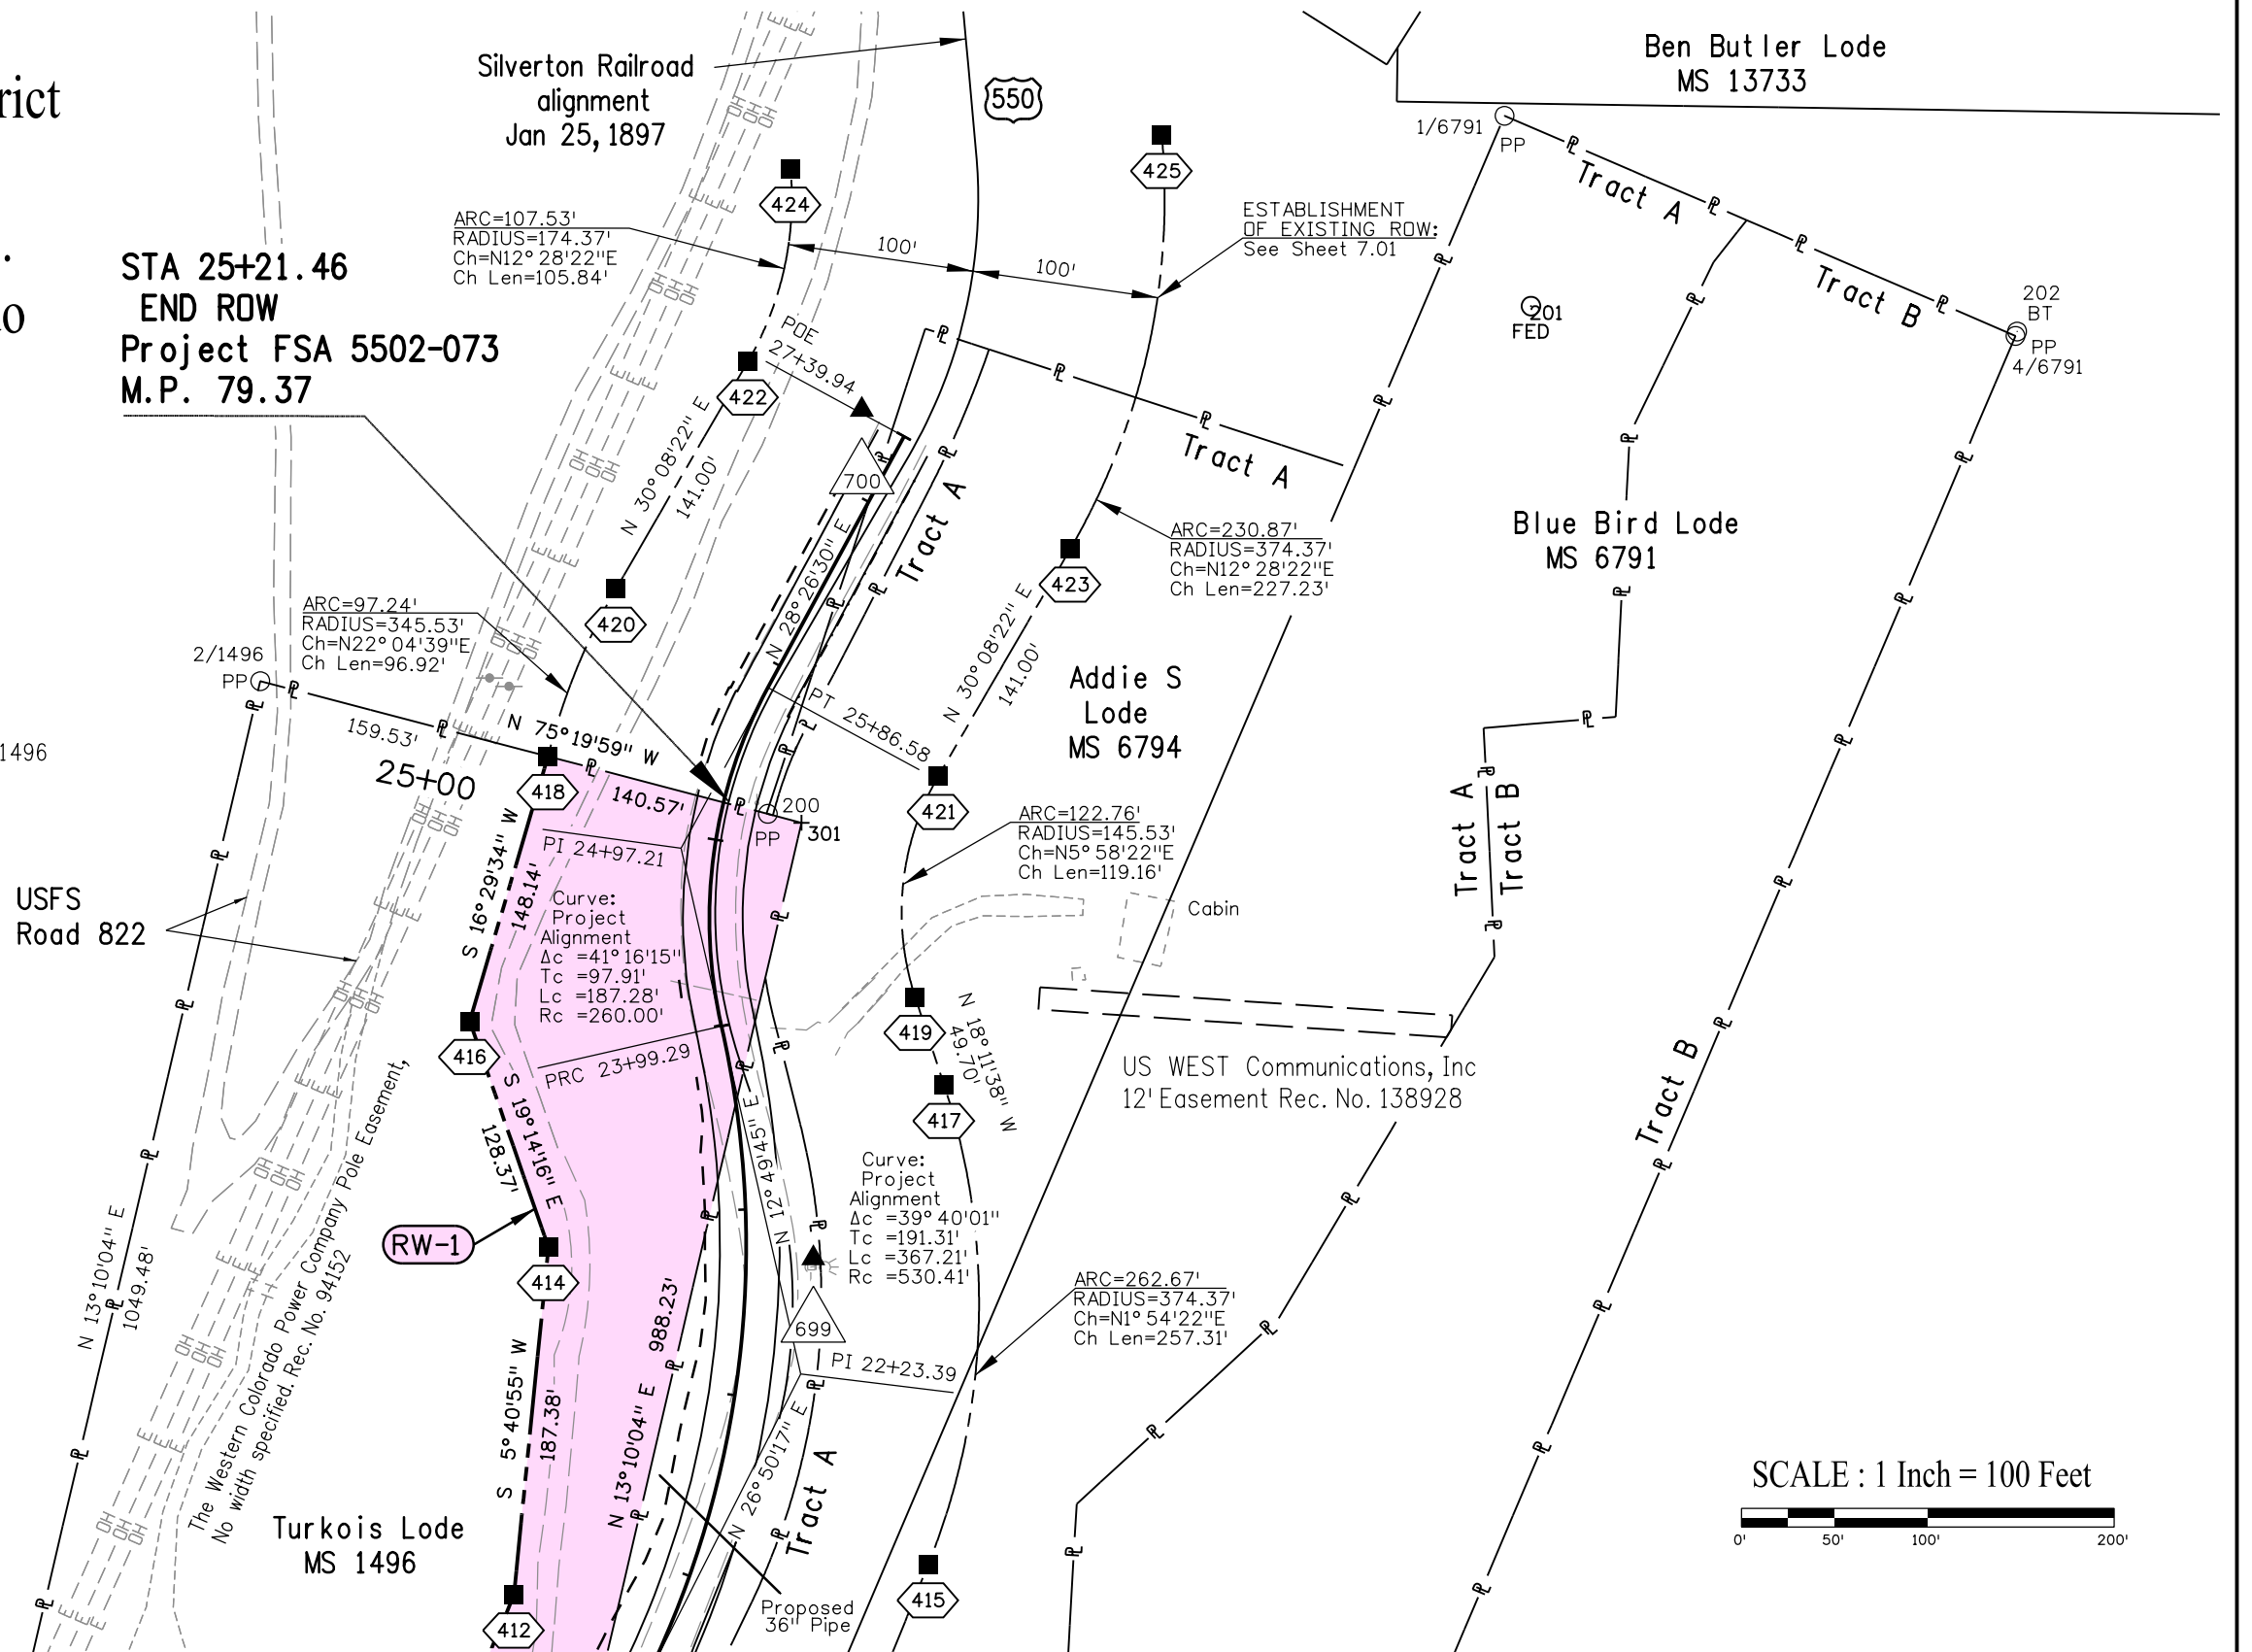 rict
Silverton Railroad
alignment
Jan 25, 1897
550
Ben Butler Lode
MS 13733
1/6791
PP
Tract A
425
424
ARC=107.53'
RADIUS=174.37'
Ch=N12°28'22"E
Ch Len=105.84'
100'
100'
ESTABLISHMENT
OF EXISTING ROW:
See Sheet 7.01
STA 25+21.46
END ROW
Project FSA 5502-073
M.P. 79.37
Tract B
202
BT
PP
4/6791
201
FED
POE
27+39.94
422
N 30°08'22" E
141.00'
700
Tract A
Tract A
N 28°26'30" E
ARC=230.87'
RADIUS=374.37'
Ch=N12°28'22"E
Ch Len=227.23'
Blue Bird Lode
MS 6791
423
420
N 30°08'22" E
141.00'
ARC=97.24'
RADIUS=345.53'
Ch=N22°04'39"E
Ch Len=96.92'
2/1496
PP
159.53'
N 75°19'59" W
1496
25+00
418
140.57'
PT 25+86.58
Addie S
Lode
MS 6794
421
200
PP
301
PI 24+97.21
ARC=122.76'
RADIUS=145.53'
Ch=N5°58'22"E
Ch Len=119.16'
Tract A
Tract B
S 16°29'34" W
148.14'
USFS
Road 822
Curve:
Project
Alignment
Δc =41°16'15"
Tc =97.91'
Lc =187.28'
Rc =260.00'
Cabin
416
PRC 23+99.29
419
N 18°11'38" W
49.70'
417
US WEST Communications, Inc
12' Easement Rec. No. 138928
S 19°14'16" E
128.37'
N 12°49'45" E
Tract B
The Western Colorado Power Company Pole Easement,
No width specified. Rec. No. 94152
N 13°10'04" E
1049.48'
RW-1
414
Curve:
Project
Alignment
Δc =39°40'01"
Tc =191.31'
Lc =367.21'
Rc =530.41'
699
PI 22+23.39
ARC=262.67'
RADIUS=374.37'
Ch=N1°54'22"E
Ch Len=257.31'
S 5°40'55" W
187.38'
N 13°10'04" E 988.23'
N 26°50'17" E
Tract A
Turkois Lode
MS 1496
412
Proposed
36" Pipe
415
SCALE : 1 Inch = 100 Feet
0' 50' 100' 200'